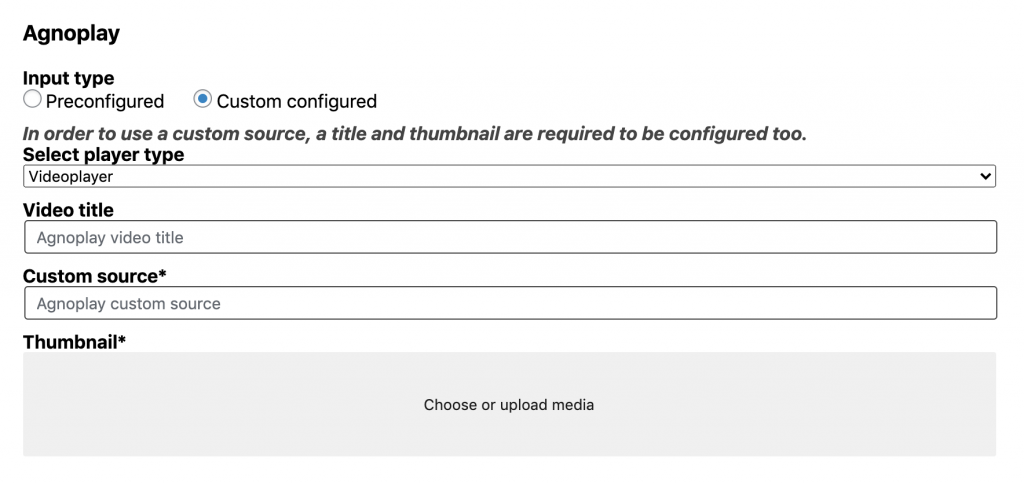 Agnoplay
Input type
Preconfigured Custom configured
In order to use a custom source, a title and thumbnail are required to be configured too.
Select player type
Videoplayer
Video title
Agnoplay video title
Custom source*
Agnoplay custom source
Thumbnail*
Choose or upload media